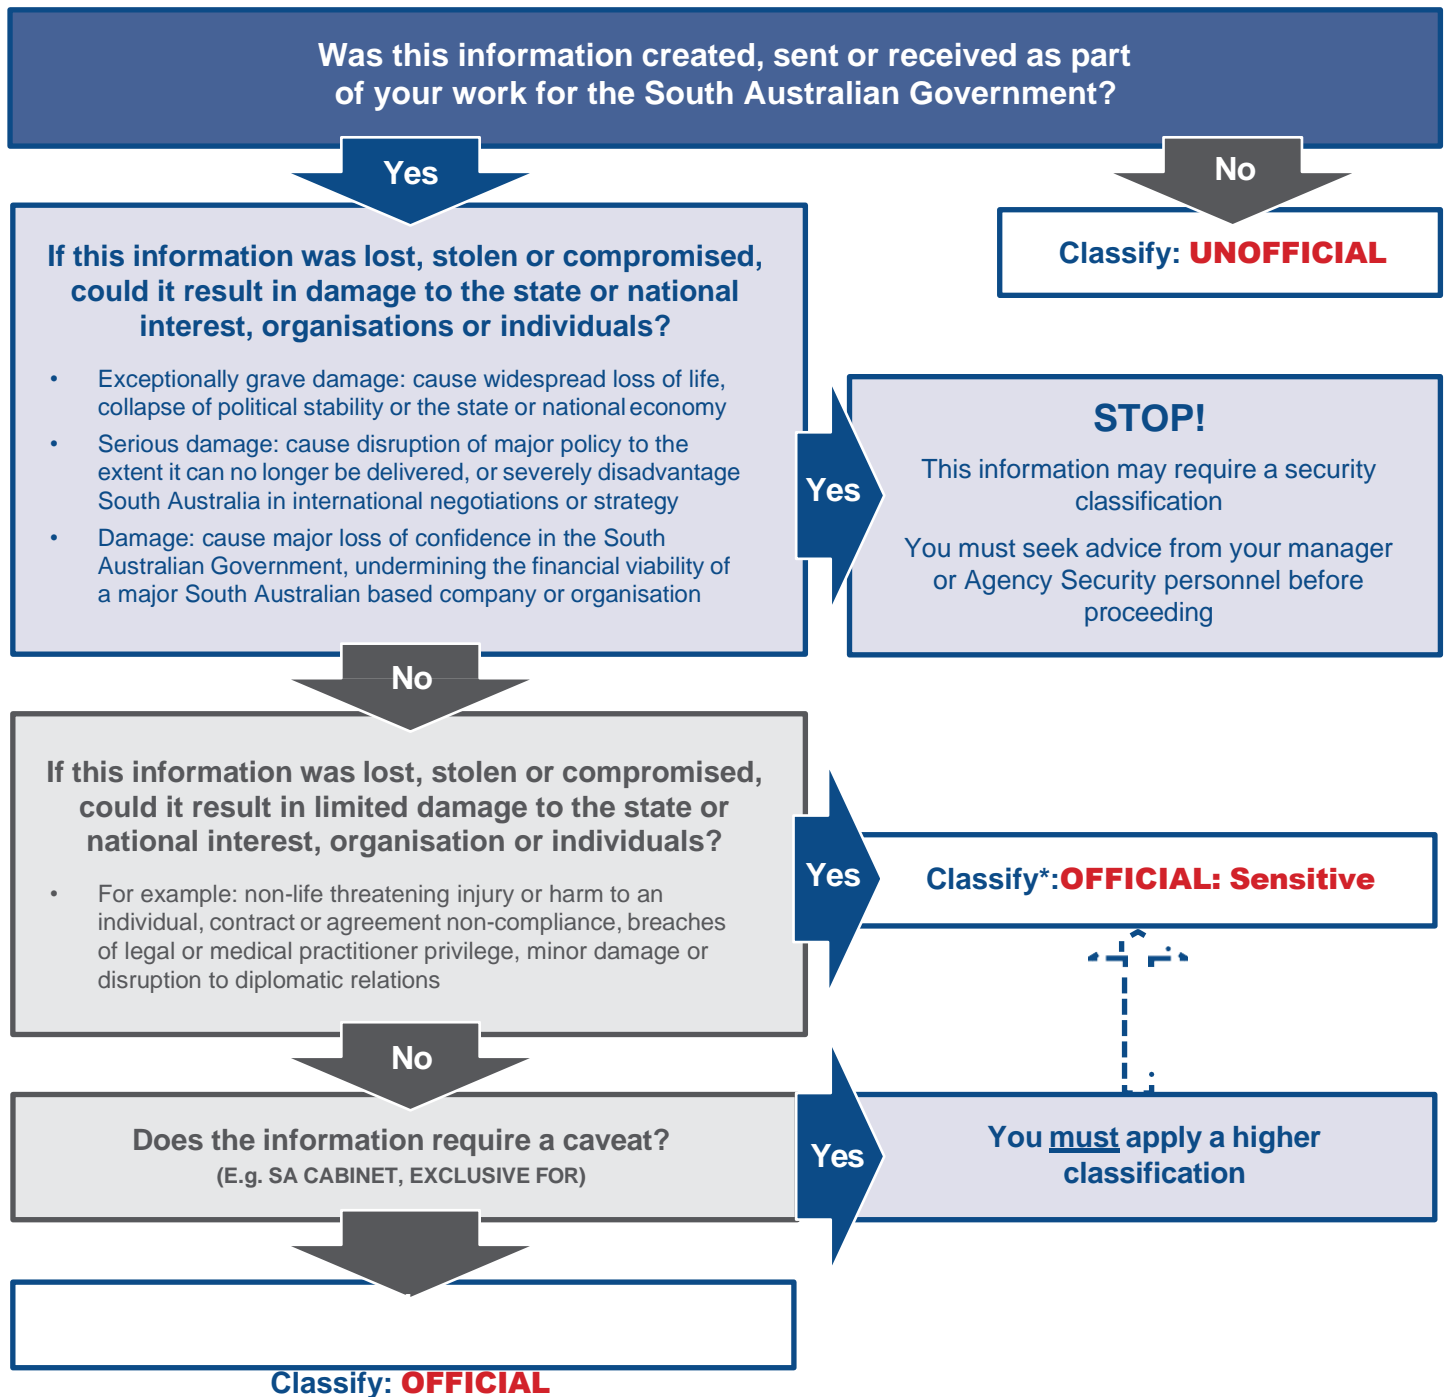 Was this information created, sent or received as part
of your work for the South Australian Government?
Yes
No
Classify: UNOFFICIAL
If this information was lost, stolen or compromised,
could it result in damage to the state or national
interest, organisations or individuals?
• Exceptionally grave damage: cause widespread loss of life,
collapse of political stability or the state or national economy
• Serious damage: cause disruption of major policy to the
extent it can no longer be delivered, or severely disadvantage
South Australia in international negotiations or strategy
• Damage: cause major loss of confidence in the South
Australian Government, undermining the financial viability of
a major South Australian based company or organisation
Yes
STOP!
This information may require a security
classification
You must seek advice from your manager
or Agency Security personnel before
proceeding
No
If this information was lost, stolen or compromised,
could it result in limited damage to the state or
national interest, organisation or individuals?
• For example: non-life threatening injury or harm to an
individual, contract or agreement non-compliance, breaches
of legal or medical practitioner privilege, minor damage or
disruption to diplomatic relations
Yes
Classify*:OFFICIAL: Sensitive
No
Does the information require a caveat?
(E.g. SA CABINET, EXCLUSIVE FOR)
Yes
You must apply a higher
classification
Classify: OFFICIAL